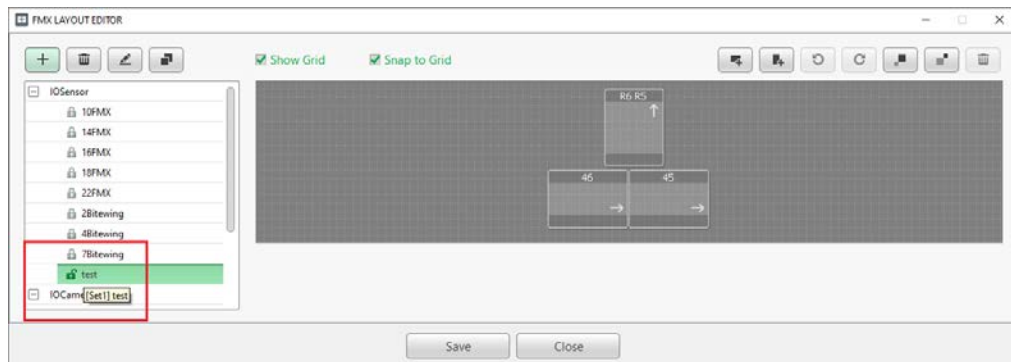 FMX LAYOUT EDITOR
Show Grid
Snap to Grid
IOSensor
10FMX
14FMX
16FMX
18FMX
22FMX
2Bitewing
4Bitewing
7Bitewing
test
IOCame
[Set1] test
R6 R5
46
45
Save
Close